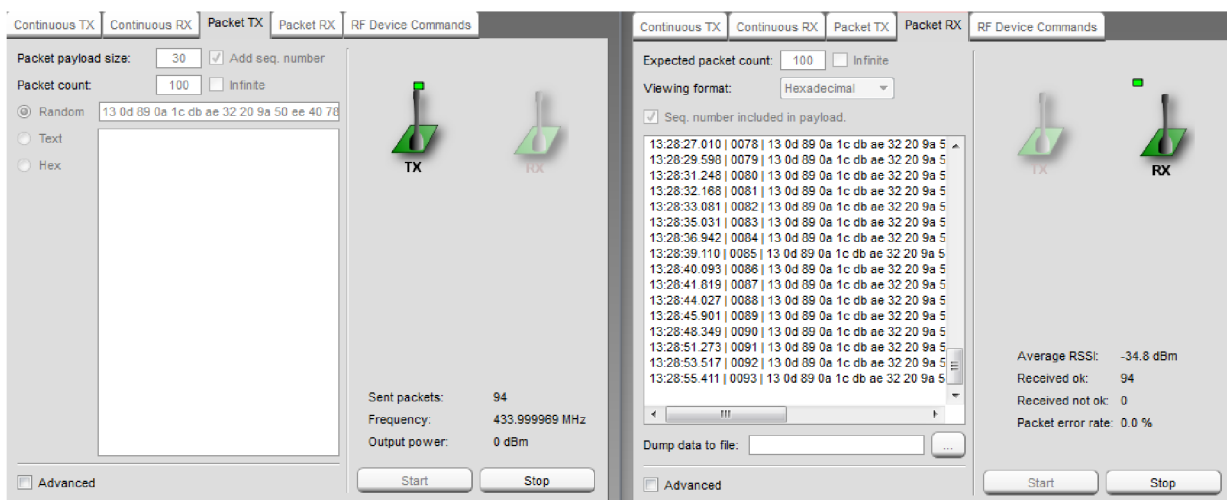 Continuous TX Continuous RX Packet TX Packet RX RF Device Commands
Packet payload size: 30 Add seq. number
Packet count: 100 Infinite
Random 13 0d 89 0a 1c db ae 32 20 9a 50 ee 40 78
Text
Hex
TX
RX
Sent packets: 94
Frequency: 433.999969 MHz
Output power: 0 dBm
Advanced
Start Stop
Continuous TX Continuous RX Packet TX Packet RX RF Device Commands
Expected packet count: 100 Infinite
Viewing format: Hexadecimal
Seq. number included in payload.
13:28:27.010 | 0078 | 13 0d 89 0a 1c db ae 32 20 9a 5
13:28:29.598 | 0079 | 13 0d 89 0a 1c db ae 32 20 9a 5
13:28:31.248 | 0080 | 13 0d 89 0a 1c db ae 32 20 9a 5
13:28:32.168 | 0081 | 13 0d 89 0a 1c db ae 32 20 9a 5
13:28:33.081 | 0082 | 13 0d 89 0a 1c db ae 32 20 9a 5
13:28:35.031 | 0083 | 13 0d 89 0a 1c db ae 32 20 9a 5
13:28:36.942 | 0084 | 13 0d 89 0a 1c db ae 32 20 9a 5
13:28:39.110 | 0085 | 13 0d 89 0a 1c db ae 32 20 9a 5
13:28:40.093 | 0086 | 13 0d 89 0a 1c db ae 32 20 9a 5
13:28:41.819 | 0087 | 13 0d 89 0a 1c db ae 32 20 9a 5
13:28:44.027 | 0088 | 13 0d 89 0a 1c db ae 32 20 9a 5
13:28:45.901 | 0089 | 13 0d 89 0a 1c db ae 32 20 9a 5
13:28:48.349 | 0090 | 13 0d 89 0a 1c db ae 32 20 9a 5
13:28:51.273 | 0091 | 13 0d 89 0a 1c db ae 32 20 9a 5
13:28:53.517 | 0092 | 13 0d 89 0a 1c db ae 32 20 9a 5
13:28:55.411 | 0093 | 13 0d 89 0a 1c db ae 32 20 9a 5
Dump data to file: ...
Advanced
TX
RX
Average RSSI: -34.8 dBm
Received ok: 94
Received not ok: 0
Packet error rate: 0.0 %
Start Stop